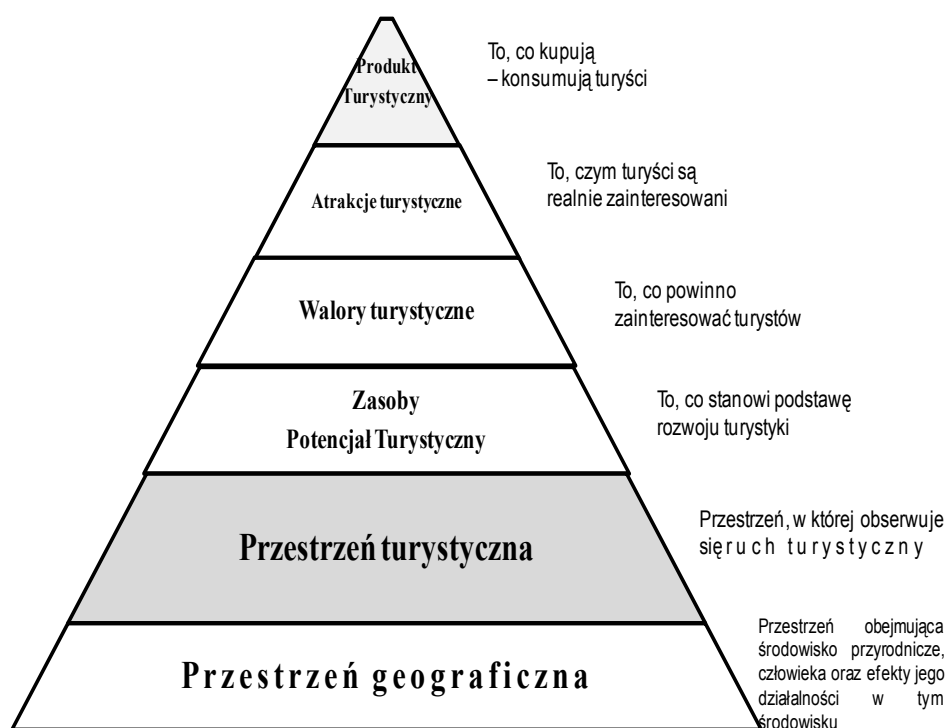 Produkt
Turystyczny
To, co kupują
– konsumują turyści
Atrakcje turystyczne
To, czym turyści są
realnie zainteresowani
Walory turystyczne
To, co powinno
zainteresować turystów
Zasoby
Potencjał Turystyczny
To, co stanowi podstawę
rozwoju turystyki
Przestrzeń turystyczna
Przestrzeń, w której obserwuje
się ruch turystyczny
Przestrzeń geograficzna
Przestrzeń obejmująca
środowisko przyrodnicze,
człowieka oraz efekty jego
działalności w tym
środowisku